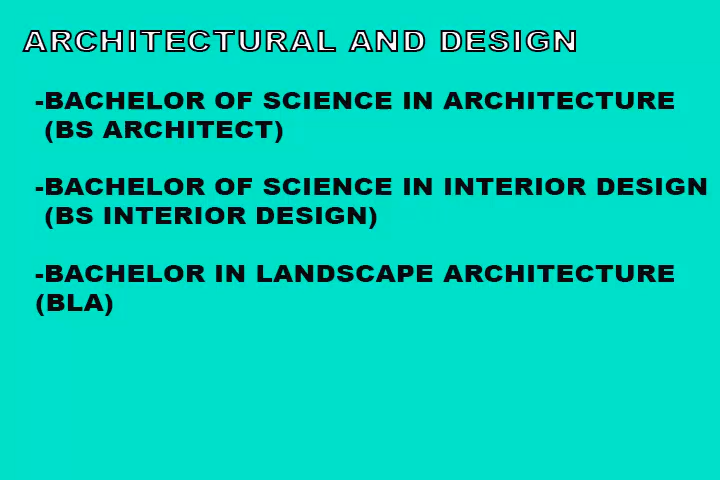 ARCHITECTURAL AND DESIGN
-BACHELOR OF SCIENCE IN ARCHITECTURE
(BS ARCHITECT)
-BACHELOR OF SCIENCE IN INTERIOR DESIGN
(BS INTERIOR DESIGN)
-BACHELOR IN LANDSCAPE ARCHITECTURE
(BLA)